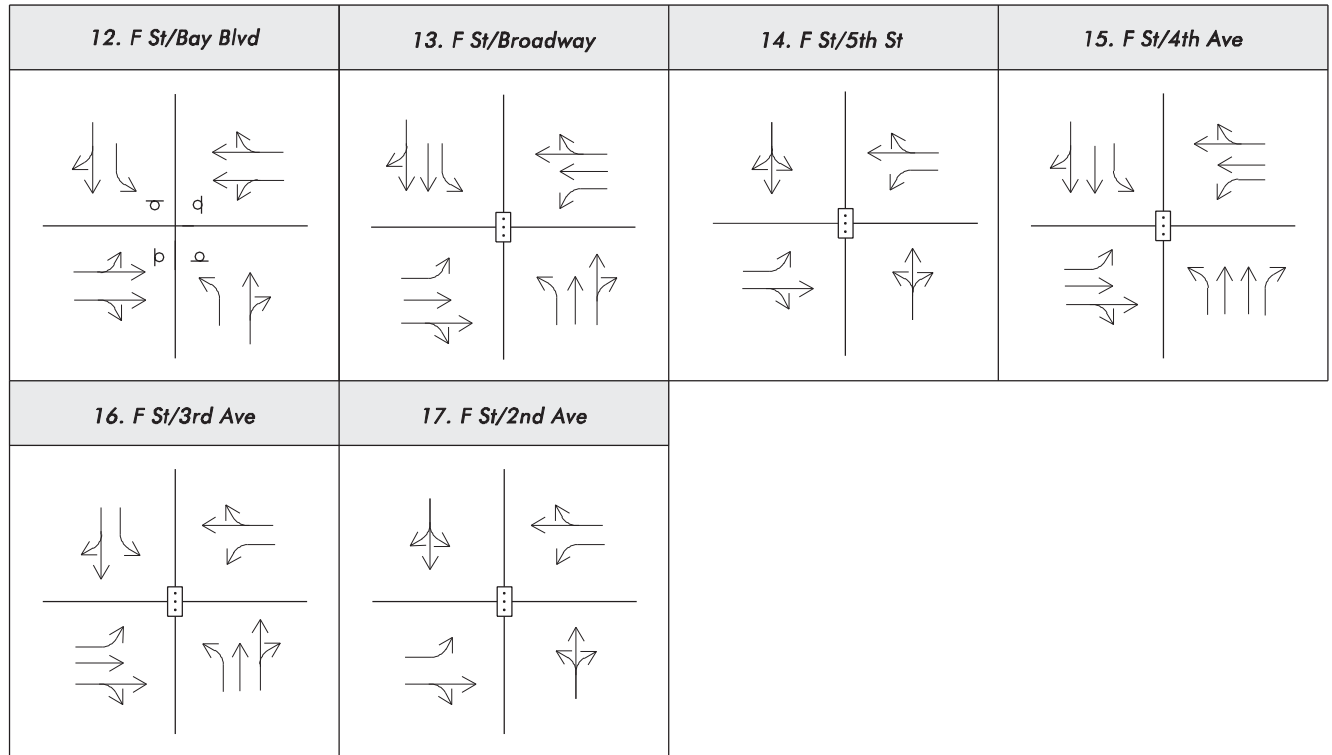 12. F St/Bay Blvd
13. F St/Broadway
14. F St/5th St
15. F St/4th Ave
16. F St/3rd Ave
17. F St/2nd Ave